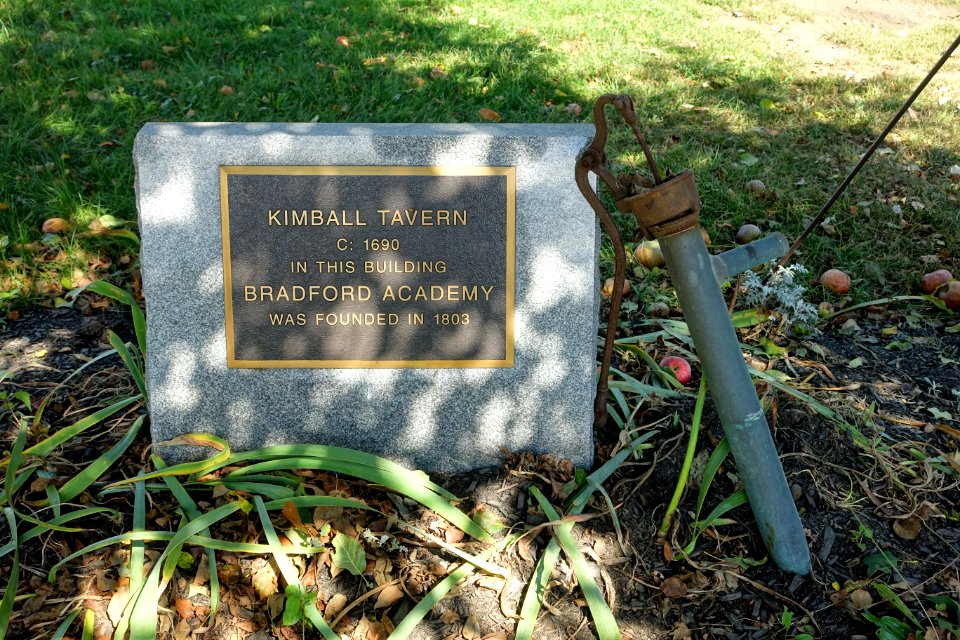 KIMBALL TAVERN
C: 1690
IN THIS BUILDING
BRADFORD ACADEMY
WAS FOUNDED IN 1803